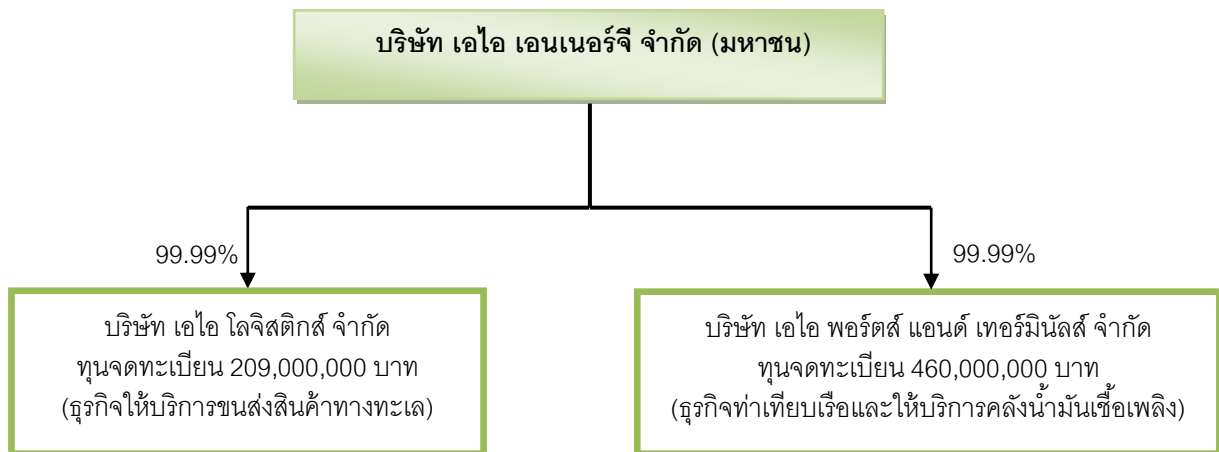 บริษัท เอไอ เอนเนอร์จี จำกัด (มหาชน)
99.99%
99.99%
บริษัท เอไอ โลจิสติกส์ จำกัด
ทุนจดทะเบียน 209,000,000 บาท
(ธุรกิจให้บริการขนส่งสินค้าทางทะเล)
บริษัท เอไอ พอร์ตส์ แอนด์ เทอร์มินัลส์ จำกัด
ทุนจดทะเบียน 460,000,000 บาท
(ธุรกิจท่าเทียบเรือและให้บริการคลังน้ำมันเชื้อเพลิง)